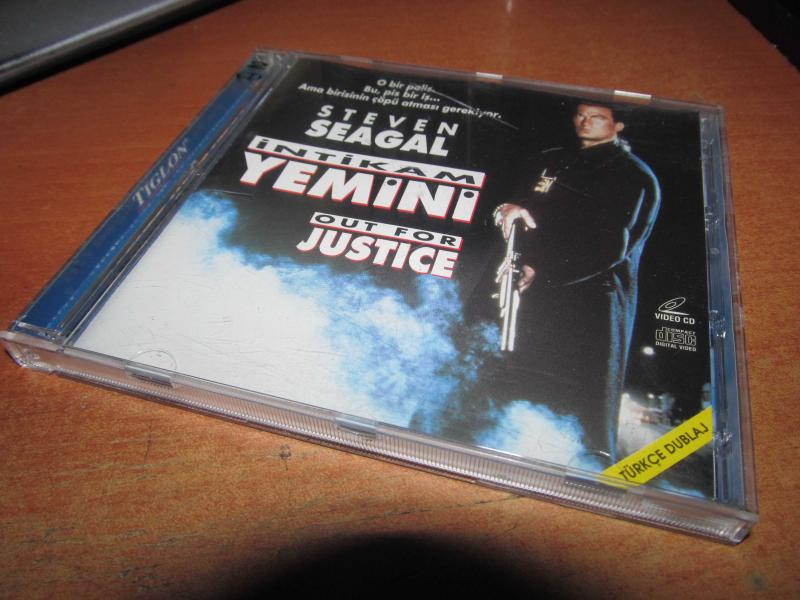 O bir polis...
Bu, pis bir iş...
Ama birisinin çöpü atması gerekiyor.
STEVEN
SEAGAL
İNTİKAM
YEMİNİ
OUT FOR
JUSTICE
TIGLON
VIDEO CD
COMPACT
disc
DIGITAL VIDEO
TÜRKÇE DUBLAJ